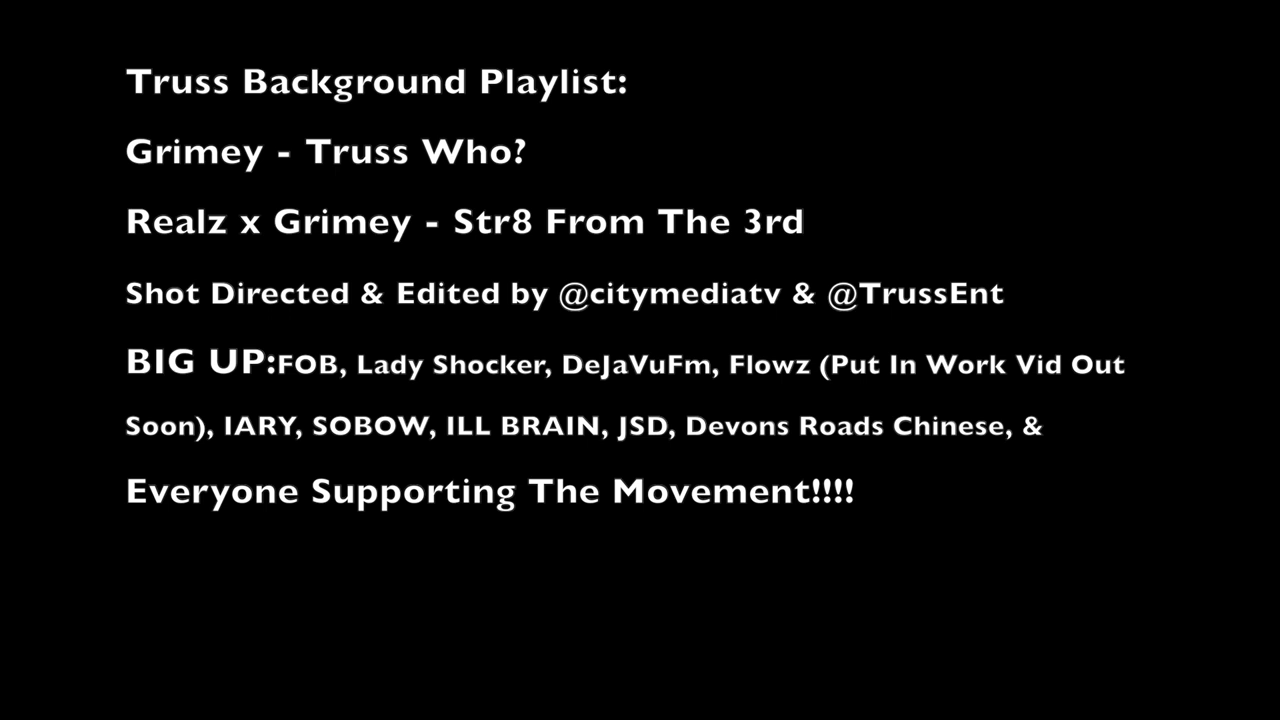 Truss Background Playlist:
Grimey - Truss Who?
Realz x Grimey - Str8 From The 3rd
Shot Directed & Edited by @citymediatv & @TrussEnt
BIG UP:FOB, Lady Shocker, DeJaVuFm, Flowz (Put In Work Vid Out
Soon), IARY, SOBOW, ILL BRAIN, JSD, Devons Roads Chinese, &
Everyone Supporting The Movement!!!!